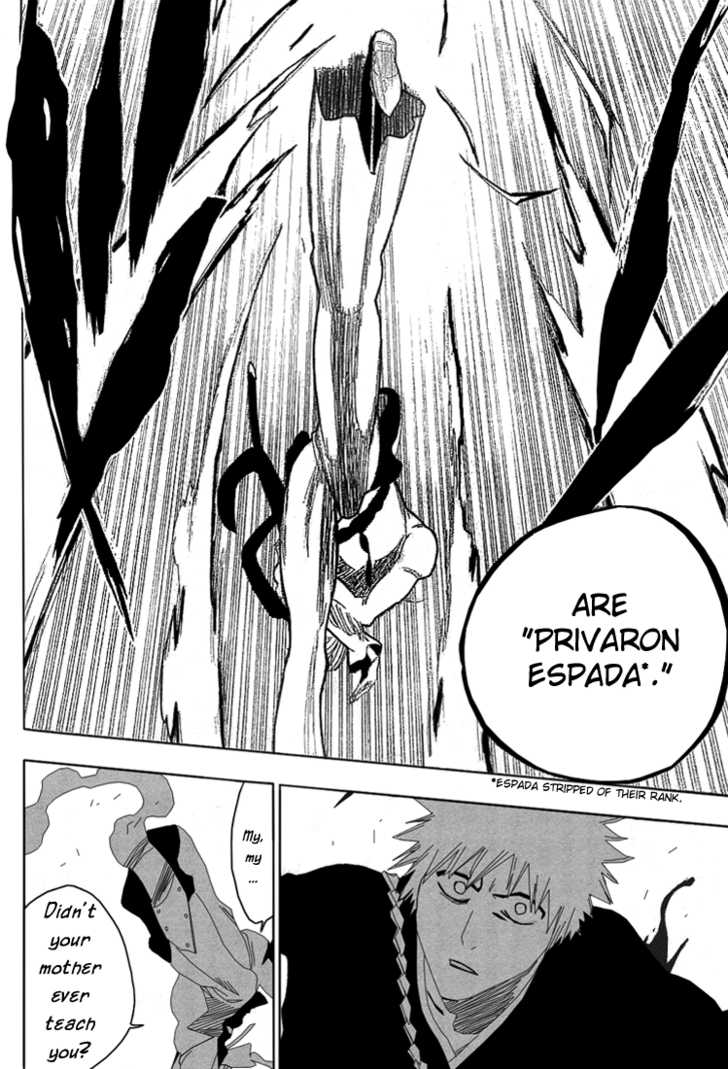 ARE
"PRIVARON
ESPADA*."
*ESPADA STRIPPED OF THEIR RANK.
My,
my
...
Didn't
your
mother
ever
teach
you?